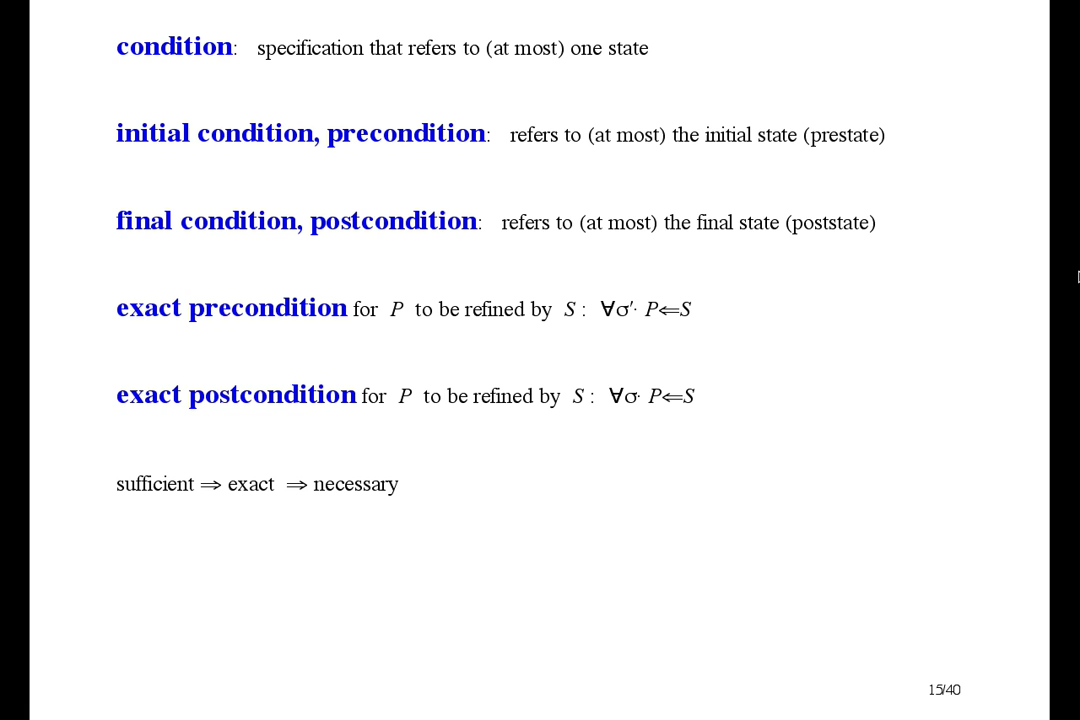 condition: specification that refers to (at most) one state
initial condition, precondition: refers to (at most) the initial state (prestate)
final condition, postcondition: refers to (at most) the final state (poststate)
exact precondition for P to be refined by S : ∀σ′· P⇐S
exact postcondition for P to be refined by S : ∀σ· P⇐S
sufficient ⇒ exact ⇒ necessary
15/40